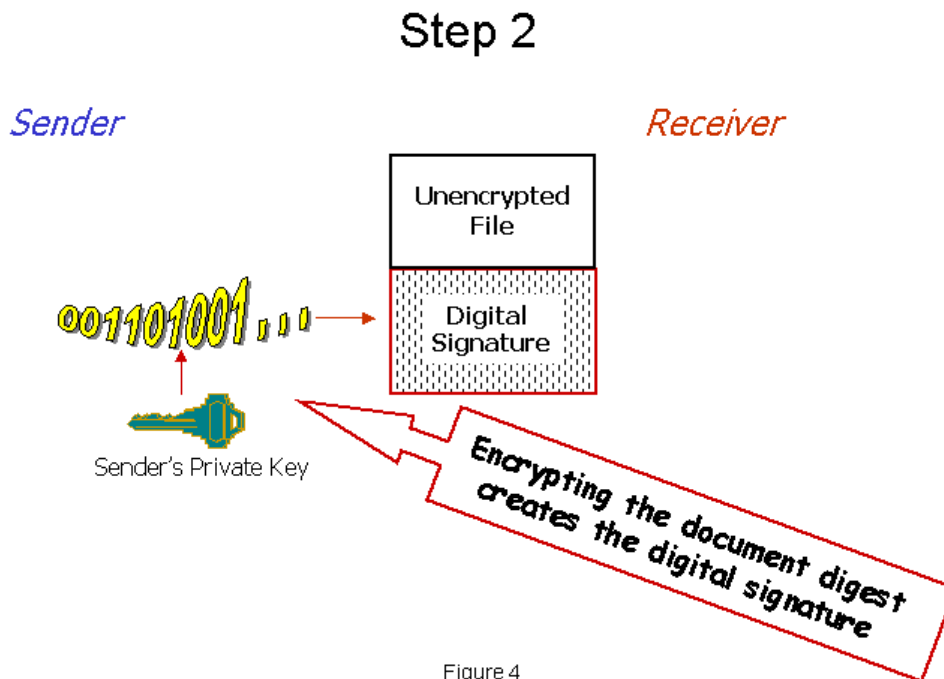 Step 2
Sender
Receiver
Unencrypted
File
001101001...
Digital
Signature
Sender's Private Key
Encrypting the document digest
creates the digital signature
Figure 4